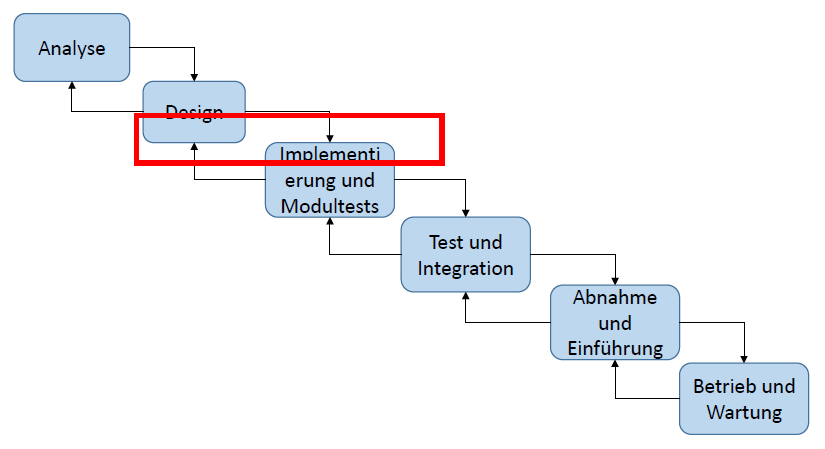 Analyse
Design
Implementi
erung und
Modultests
Test und
Integration
Abnahme
und
Einführung
Betrieb und
Wartung